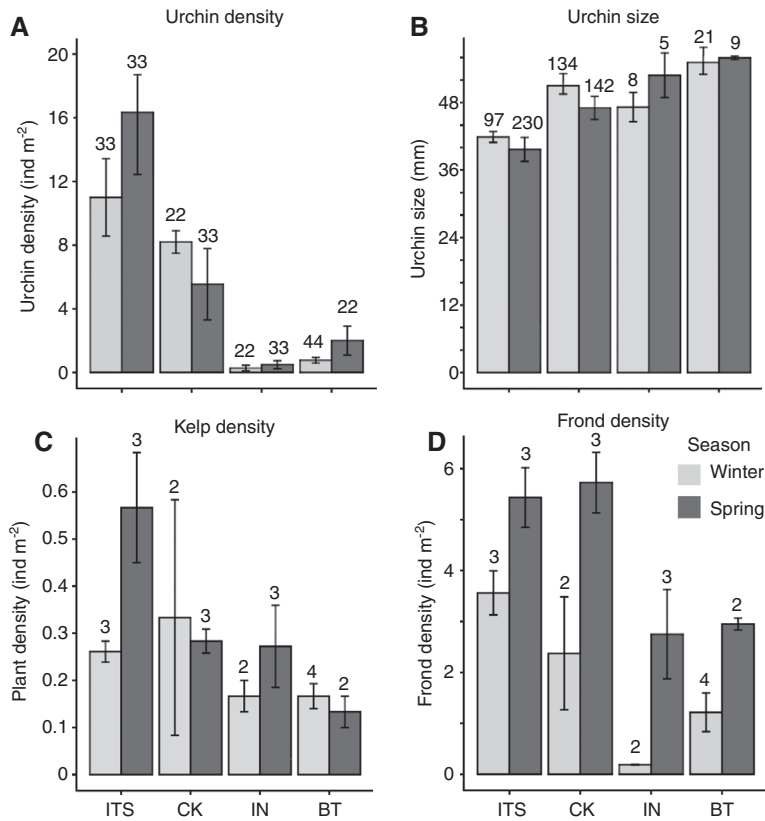 A
Urchin density
Urchin density (ind m-2)
20
16
12
8
4
0
33
33
22
33
22
33
44
22
B
Urchin size
Urchin size (mm)
48
36
24
12
0
97
230
134
142
8
5
21
9
C
Kelp density
Plant density (ind m-2)
0.6
0.5
0.4
0.3
0.2
0.1
0
3
3
2
3
2
3
4
2
ITS
CK
IN
BT
D
Frond density
Frond density (ind m-2)
6
4
2
0
3
3
2
3
2
3
4
2
Season
Winter
Spring
ITS
CK
IN
BT